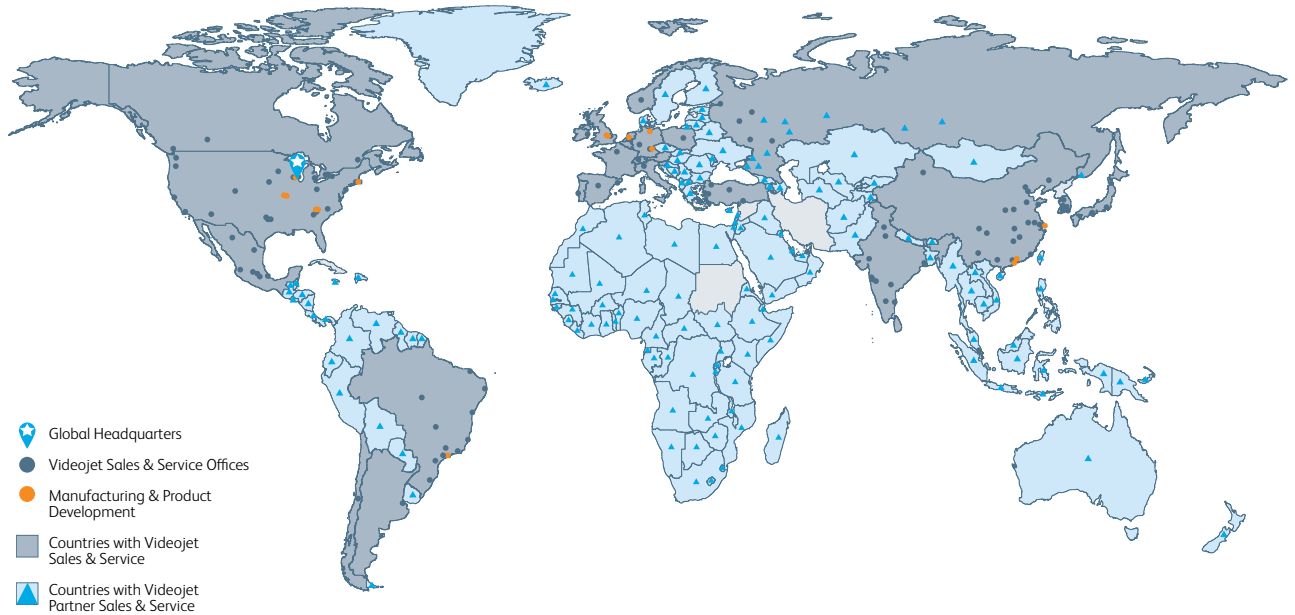 Global Headquarters
Videojet Sales & Service Offices
Manufacturing & Product
Development
Countries with Videojet
Sales & Service
Countries with Videojet
Partner Sales & Service